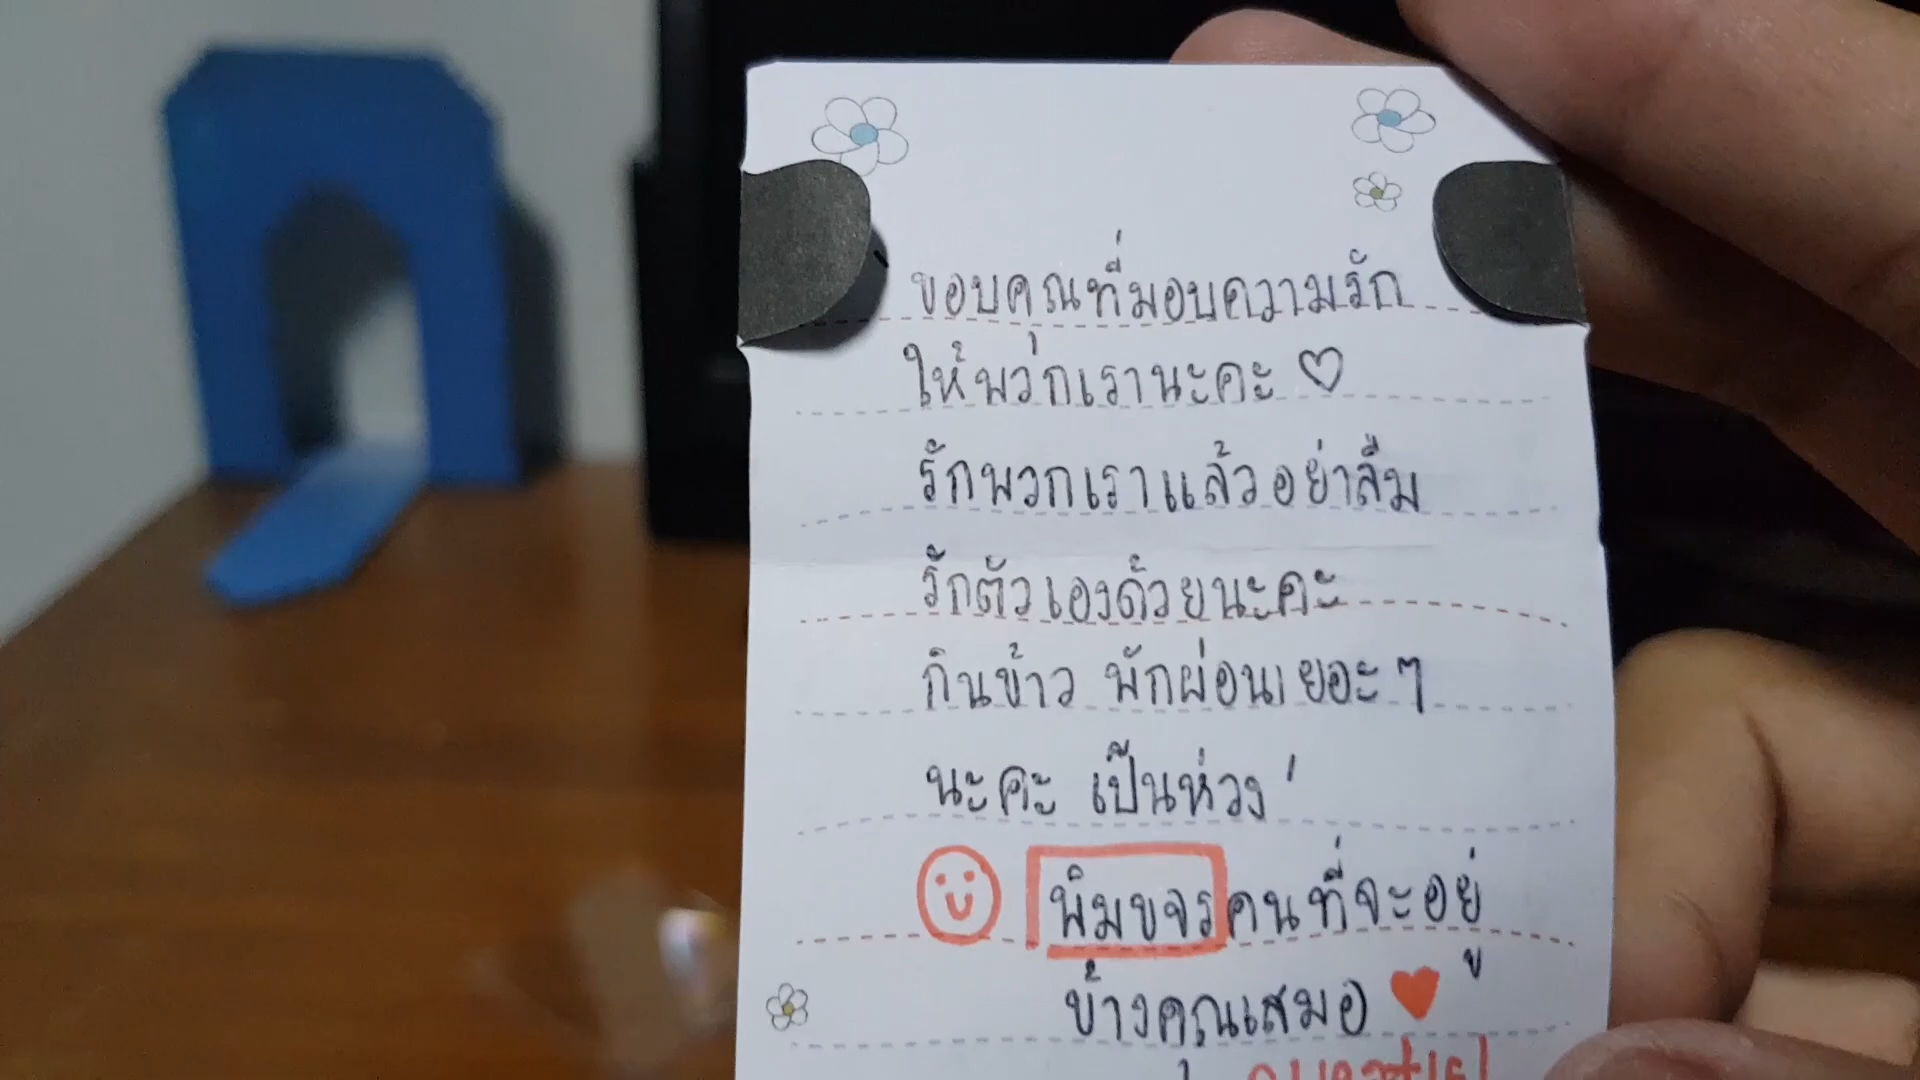 ขอบคุณที่มอบความรัก
ให้พวกเรานะคะ ♡
รักพวกเราแล้วอย่าลืม
รักตัวเองด้วยนะคะ
กินข้าว พักผ่อนเยอะๆ
นะคะ เป็นห่วง
พิมขจรคนที่จะอยู่
ข้างคุณเสมอ ♥